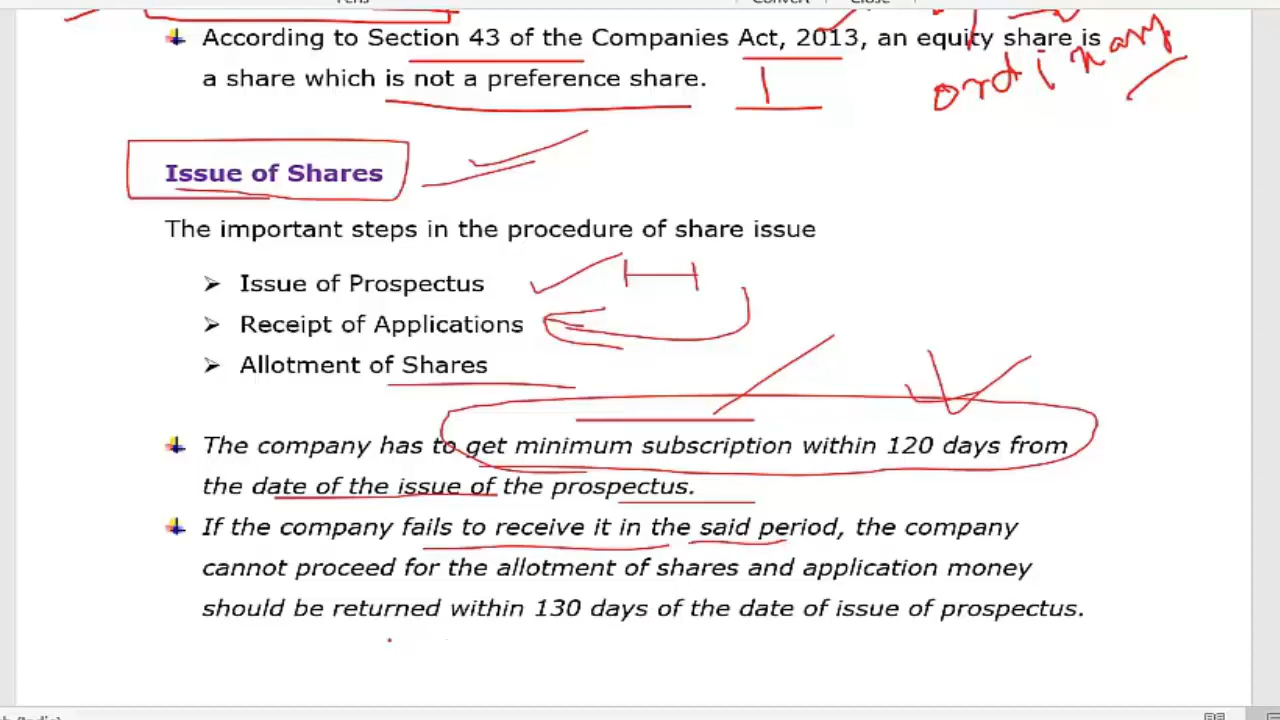 Convert
Close
According to Section 43 of the Companies Act, 2013, an equity share is
a share which is not a preference share.
ordinary
Issue of Shares
The important steps in the procedure of share issue
Issue of Prospectus
Receipt of Applications
Allotment of Shares
The company has to get minimum subscription within 120 days from
the date of the issue of the prospectus.
If the company fails to receive it in the said period, the company
cannot proceed for the allotment of shares and application money
should be returned within 130 days of the date of issue of prospectus.